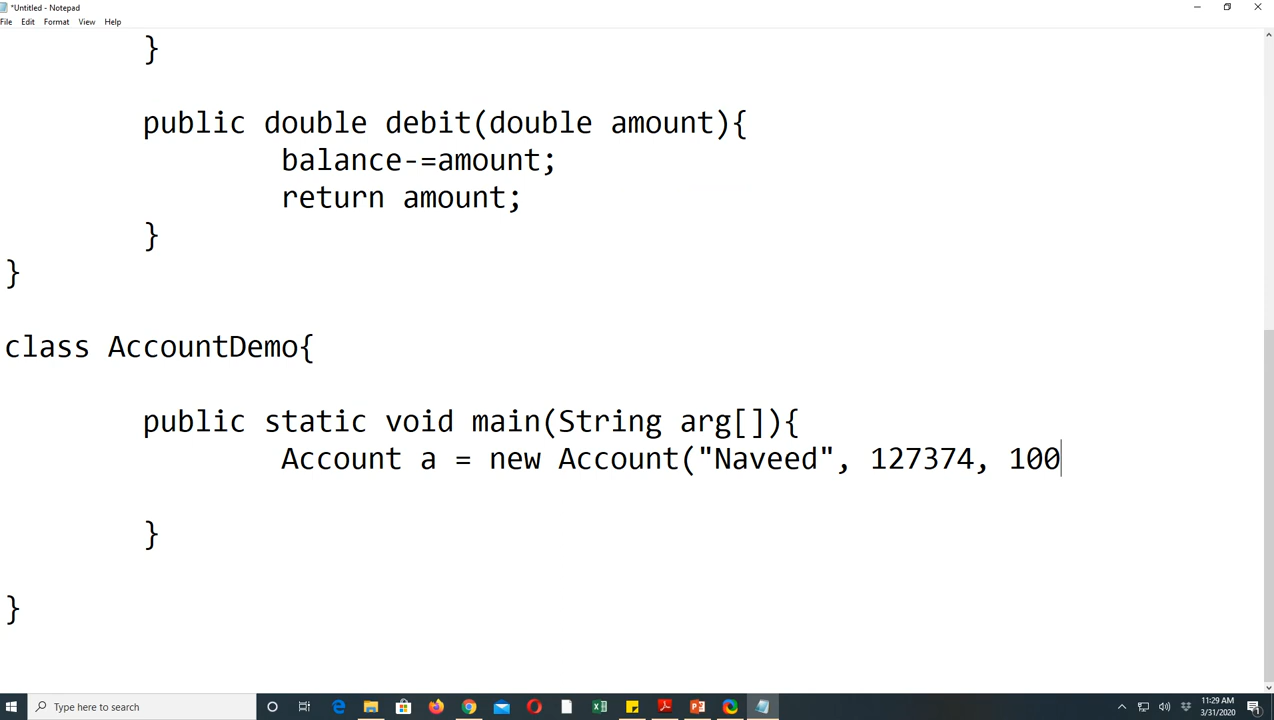 *Untitled - Notepad
File Edit Format View Help
}
public double debit(double amount){
balance-=amount;
return amount;
}
}
class AccountDemo{
public static void main(String arg[]){
Account a = new Account("Naveed", 127374, 100
}
}
Type here to search
11:29 AM
3/31/2020